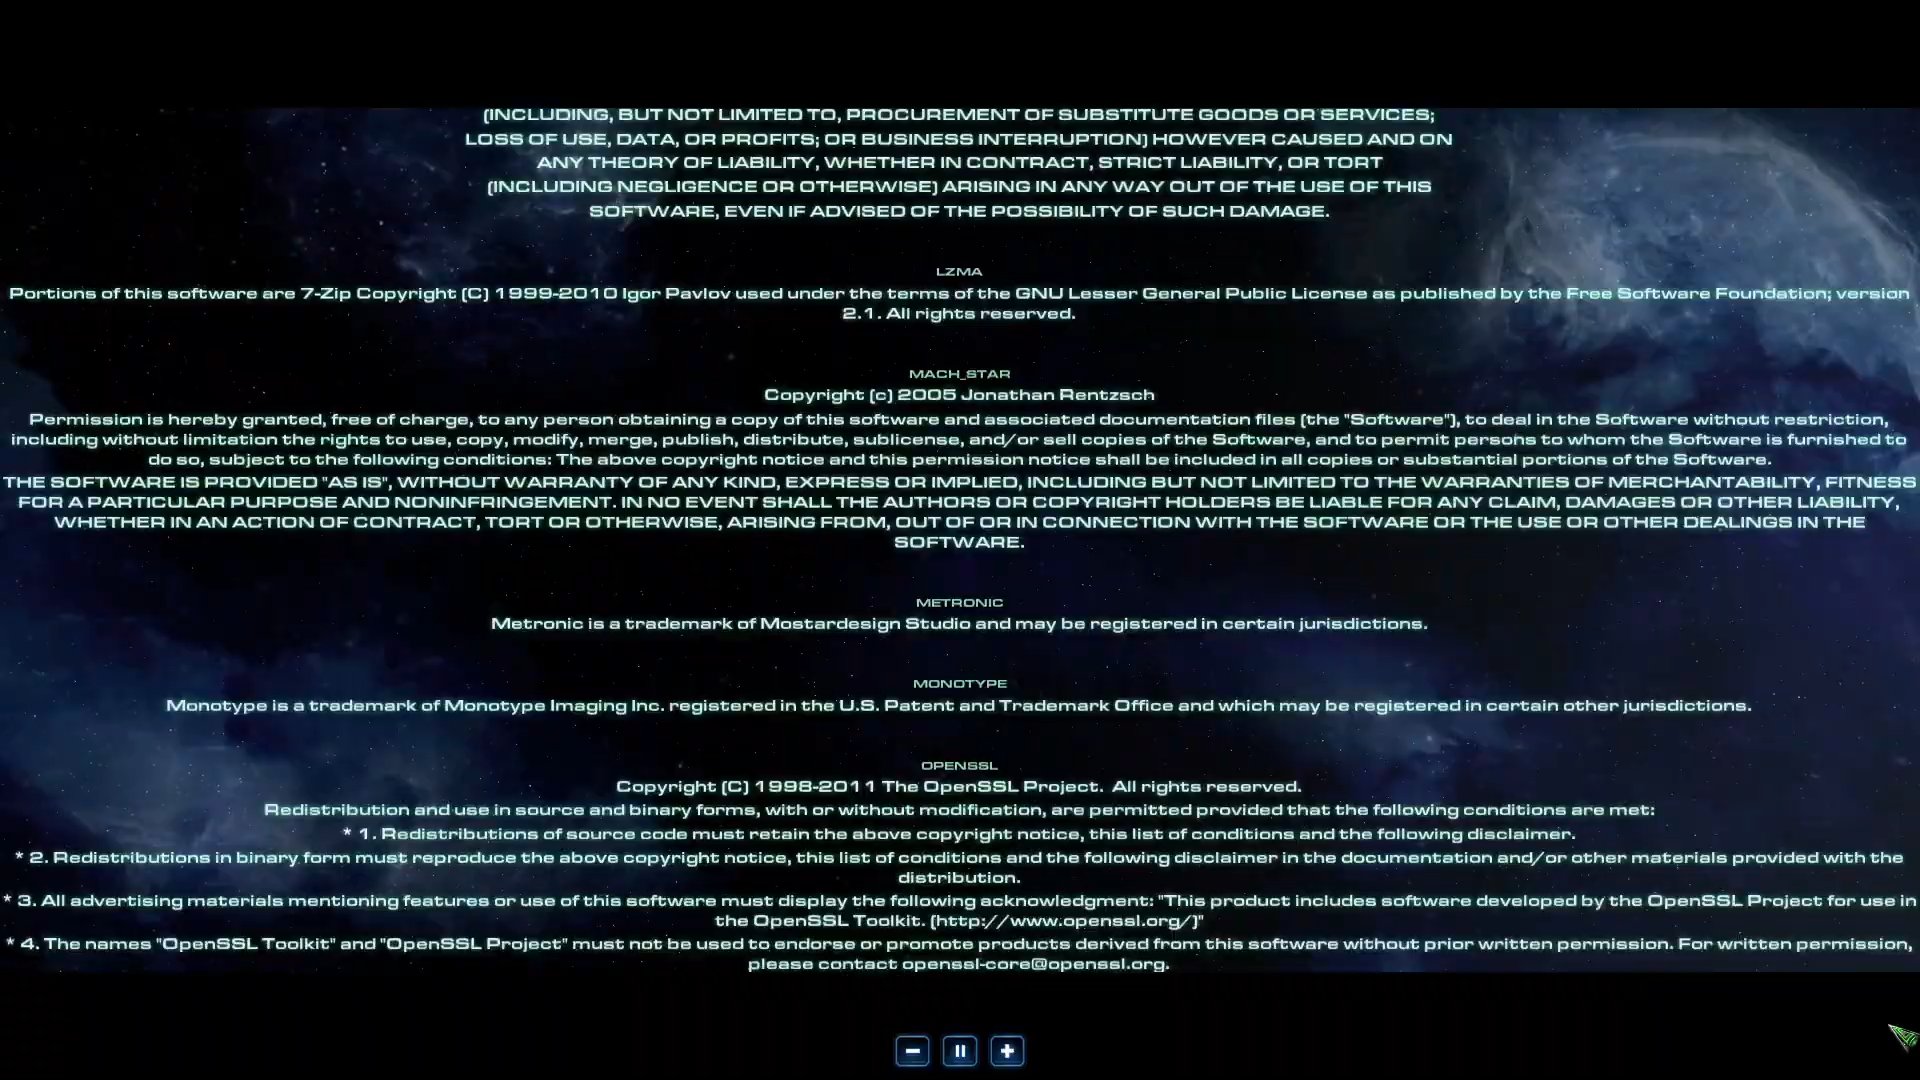 (INCLUDING, BUT NOT LIMITED TO, PROCUREMENT OF SUBSTITUTE GOODS OR SERVICES;
LOSS OF USE, DATA, OR PROFITS; OR BUSINESS INTERRUPTION) HOWEVER CAUSED AND ON
ANY THEORY OF LIABILITY, WHETHER IN CONTRACT, STRICT LIABILITY, OR TORT
(INCLUDING NEGLIGENCE OR OTHERWISE) ARISING IN ANY WAY OUT OF THE USE OF THIS
SOFTWARE, EVEN IF ADVISED OF THE POSSIBILITY OF SUCH DAMAGE.
LZMA
Portions of this software are 7-Zip Copyright (C) 1999-2010 Igor Pavlov used under the terms of the GNU Lesser General Public License as published by the Free Software Foundation; version
2.1. All rights reserved.
MACH_STAR
Copyright (c) 2005 Jonathan Rentzsch
Permission is hereby granted, free of charge, to any person obtaining a copy of this software and associated documentation files (the "Software"), to deal in the Software without restriction,
including without limitation the rights to use, copy, modify, merge, publish, distribute, sublicense, and/or sell copies of the Software, and to permit persons to whom the Software is furnished to
do so, subject to the following conditions: The above copyright notice and this permission notice shall be included in all copies or substantial portions of the Software.
THE SOFTWARE IS PROVIDED "AS IS", WITHOUT WARRANTY OF ANY KIND, EXPRESS OR IMPLIED, INCLUDING BUT NOT LIMITED TO THE WARRANTIES OF MERCHANTABILITY, FITNESS
FOR A PARTICULAR PURPOSE AND NONINFRINGEMENT. IN NO EVENT SHALL THE AUTHORS OR COPYRIGHT HOLDERS BE LIABLE FOR ANY CLAIM, DAMAGES OR OTHER LIABILITY,
WHETHER IN AN ACTION OF CONTRACT, TORT OR OTHERWISE, ARISING FROM, OUT OF OR IN CONNECTION WITH THE SOFTWARE OR THE USE OR OTHER DEALINGS IN THE
SOFTWARE.
METRONIC
Metronic is a trademark of Mostardesign Studio and may be registered in certain jurisdictions.
MONOTYPE
Monotype is a trademark of Monotype Imaging Inc. registered in the U.S. Patent and Trademark Office and which may be registered in certain other jurisdictions.
OPENSSL
Copyright (C) 1998-2011 The OpenSSL Project.  All rights reserved.
Redistribution and use in source and binary forms, with or without modification, are permitted provided that the following conditions are met:
* 1. Redistributions of source code must retain the above copyright notice, this list of conditions and the following disclaimer.
* 2. Redistributions in binary form must reproduce the above copyright notice, this list of conditions and the following disclaimer in the documentation and/or other materials provided with the
distribution.
* 3. All advertising materials mentioning features or use of this software must display the following acknowledgment: "This product includes software developed by the OpenSSL Project for use in
the OpenSSL Toolkit. (http://www.openssl.org/)"
* 4. The names "OpenSSL Toolkit" and "OpenSSL Project" must not be used to endorse or promote products derived from this software without prior written permission. For written permission,
please contact openssl-core@openssl.org.